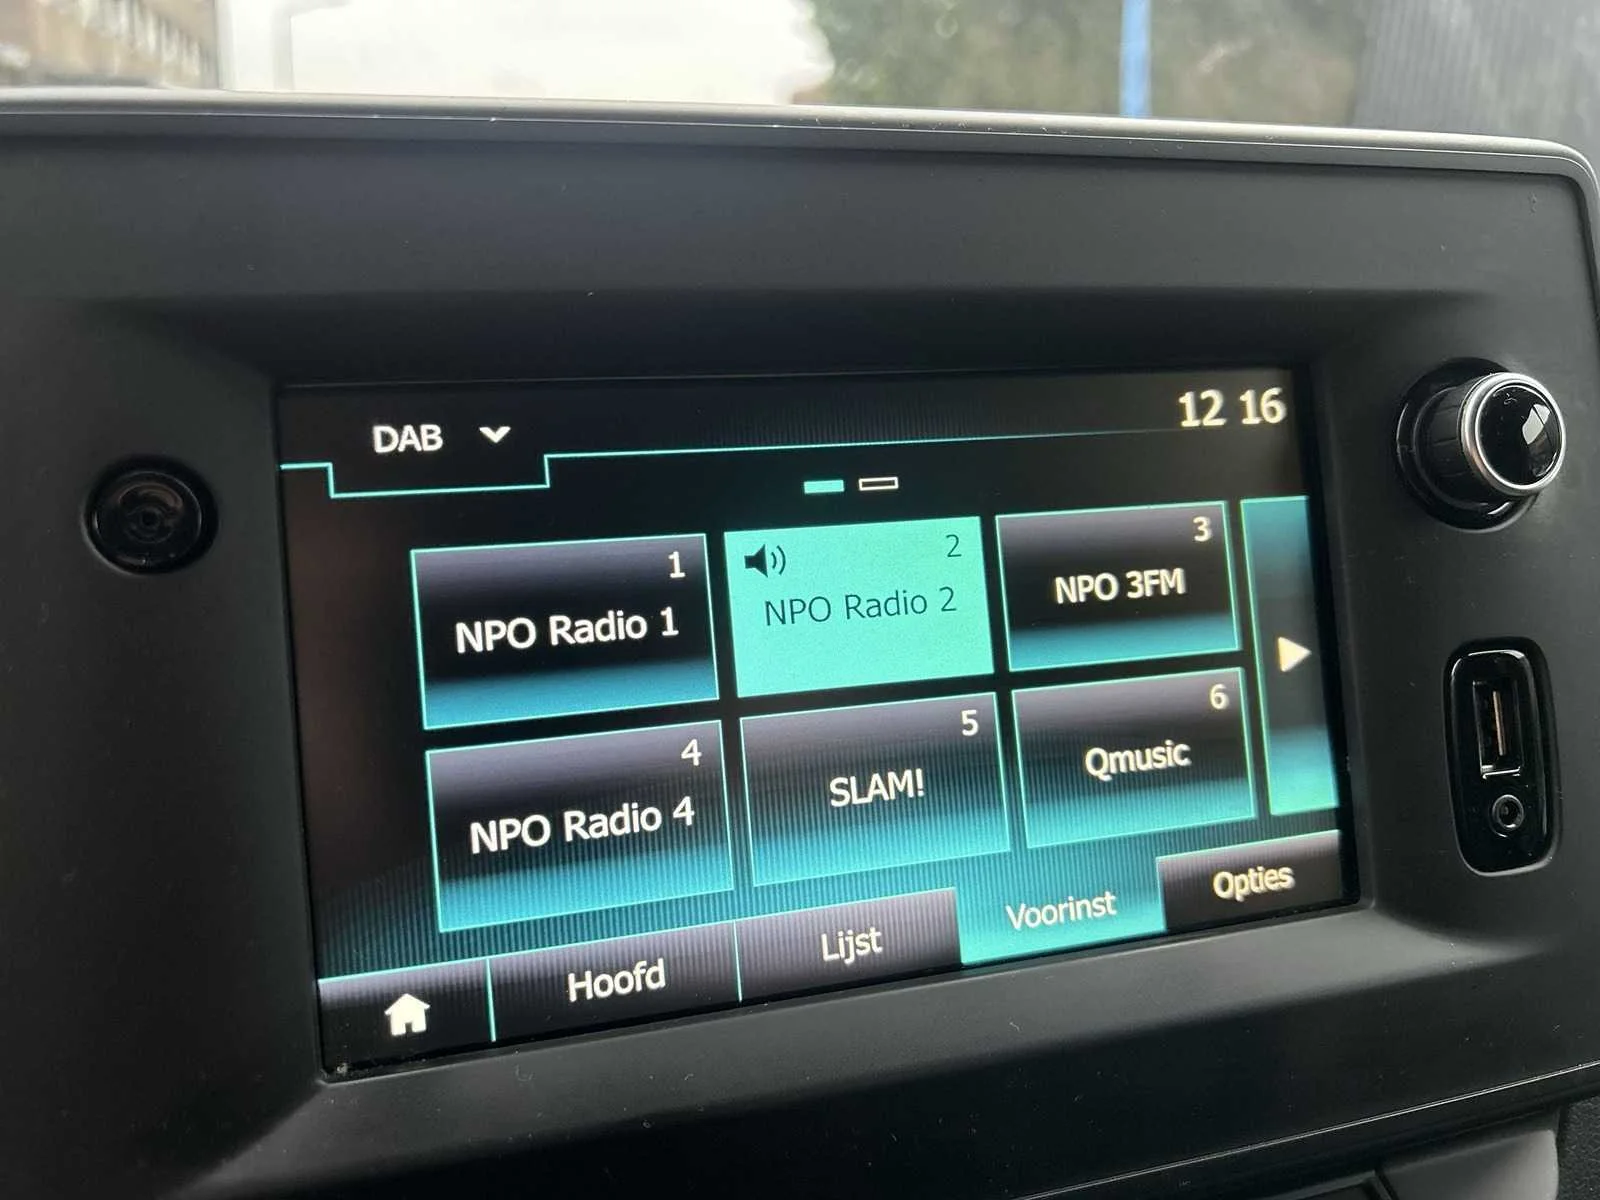 DAB
12 16
1
NPO Radio 1
2
NPO Radio 2
3
NPO 3FM
4
NPO Radio 4
5
SLAM!
6
Qmusic
Hoofd
Lijst
Voorinst
Opties